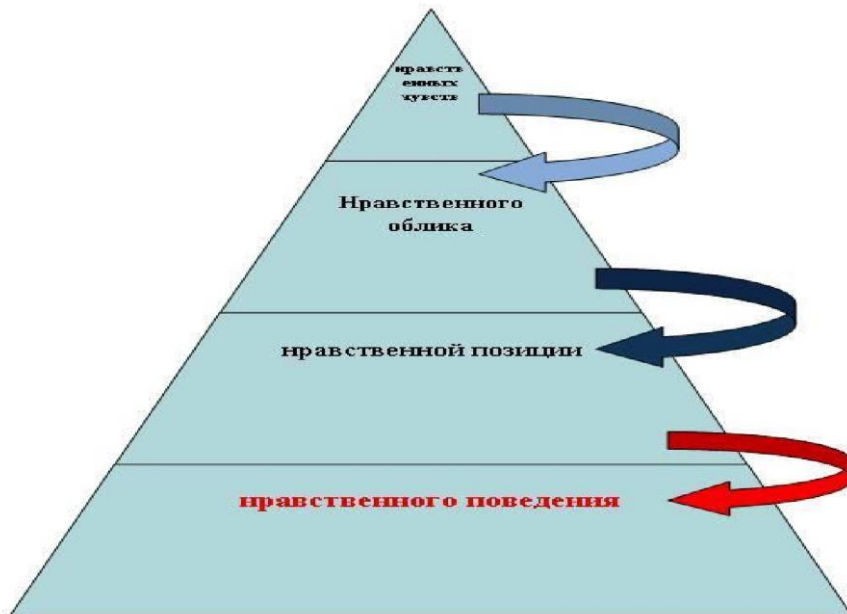 нравств
енных
чувств
Нравственного
облика
нравственной позиции
нравственного поведения